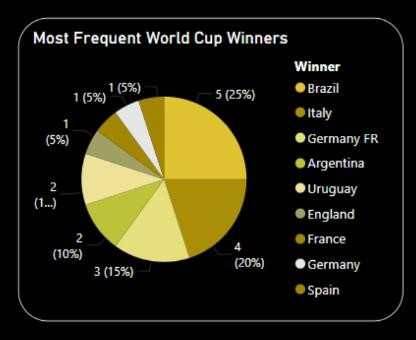 Most Frequent World Cup Winners
1 (5%)
1 (5%)
5 (25%)
1
(5%)
2
(1...)
2
(10%)
3 (15%)
4
(20%)
Winner
Brazil
Italy
Germany FR
Argentina
Uruguay
England
France
Germany
Spain